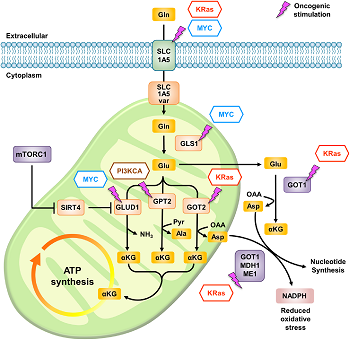 Oncogenic
stimulation
Gln
KRas
MYC
Extracellular
SLC
1A5
Cytoplasm
SLC
1A5
var
Gln
MYC
GLS1
mTORC1
PI3KCA
Glu
Glu
KRas
MYC
KRas
GOT1
SIRT4
GLUD1
GPT2
GOT2
OAA
Asp
Pyr
Ala
OAA
Asp
NH3
αKG
αKG
αKG
αKG
ATP
synthesis
GOT1
MDH1
ME1
Nucleotide
Synthesis
αKG
KRas
NADPH
Reduced
oxidative
stress